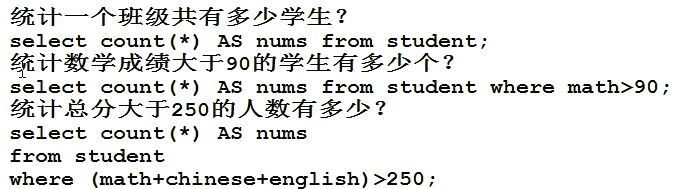 统计一个班级共有多少学生？
select count(*) AS nums from student;
统计数学成绩大于90的学生有多少个？
select count(*) AS nums from student where math>90;
统计总分大于250的人数有多少？
select count(*) AS nums
from student
where (math+chinese+english)>250;